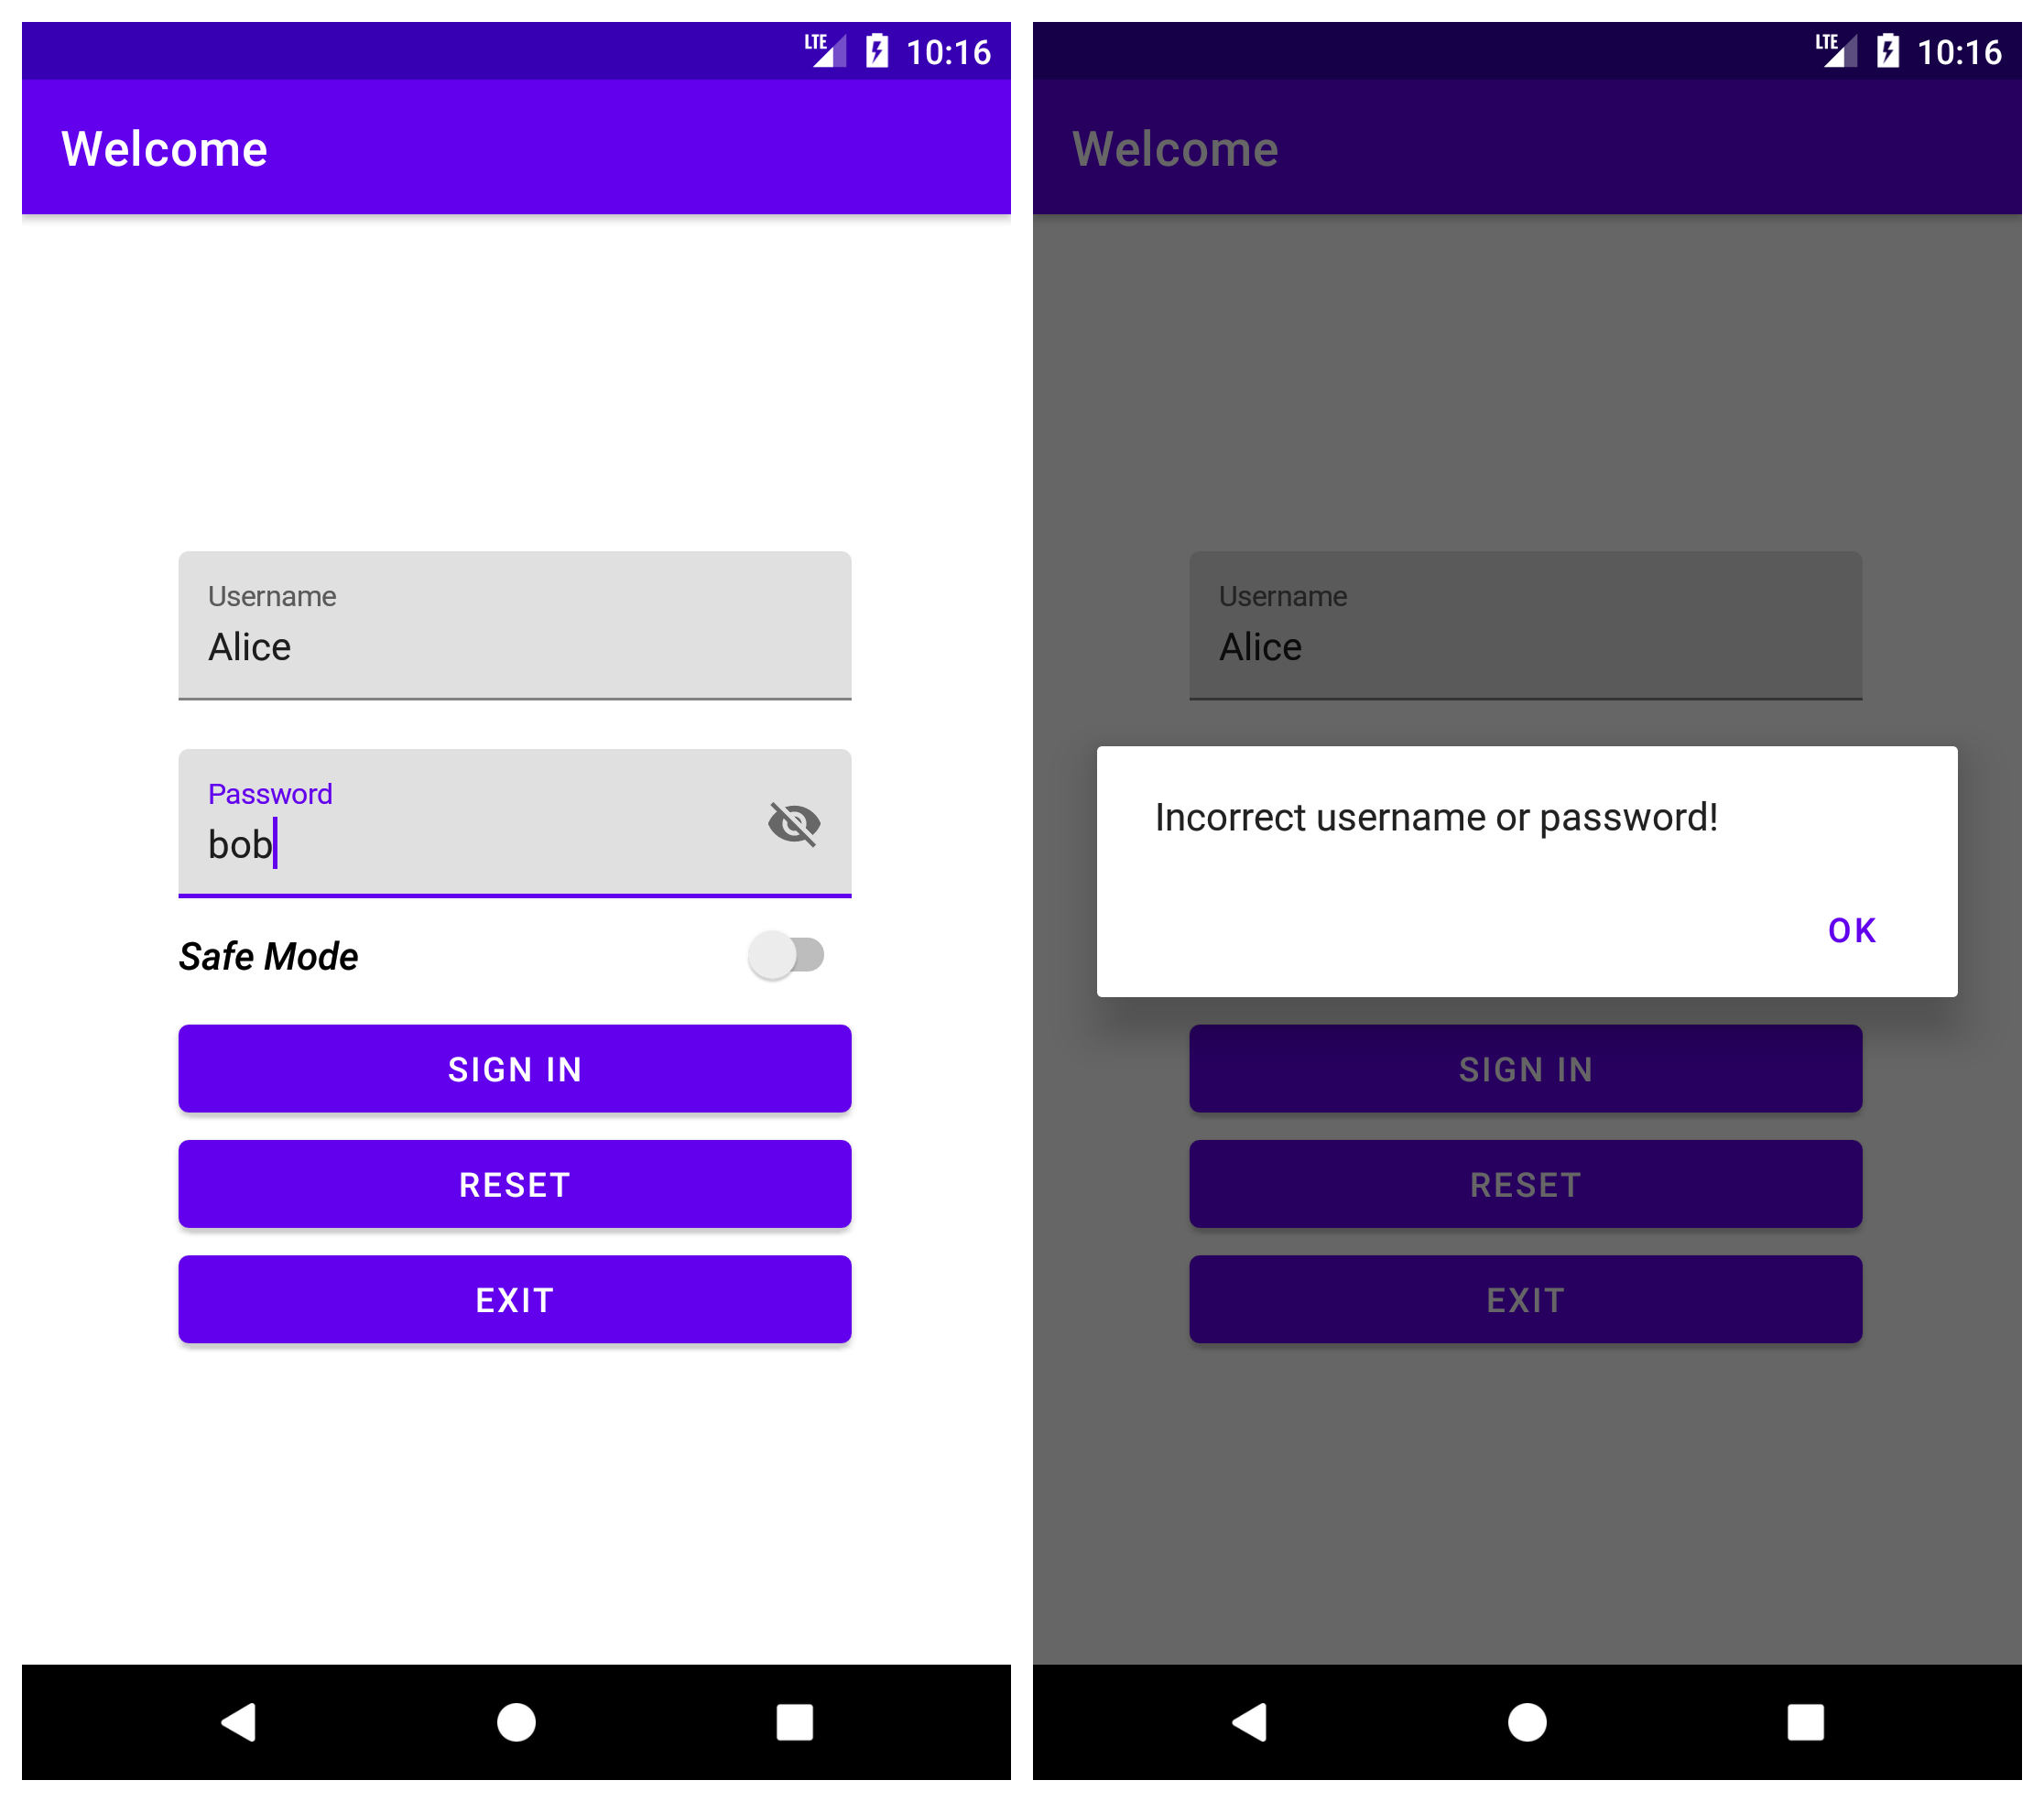 LTE 10:16
Welcome
Username
Alice
Password
bob
Safe Mode
SIGN IN
RESET
EXIT
LTE 10:16
Welcome
Username
Alice
Incorrect username or password!
OK
SIGN IN
RESET
EXIT